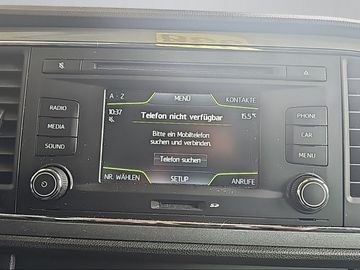 A - Z MENÜ KONTAKTE
10:37 Telefon nicht verfügbar 15.5°C
Bitte ein Mobiltelefon
suchen und verbinden.
Telefon suchen
NR. WÄHLEN SETUP ANRUFE
RADIO
MEDIA
SOUND
PHONE
CAR
MENU